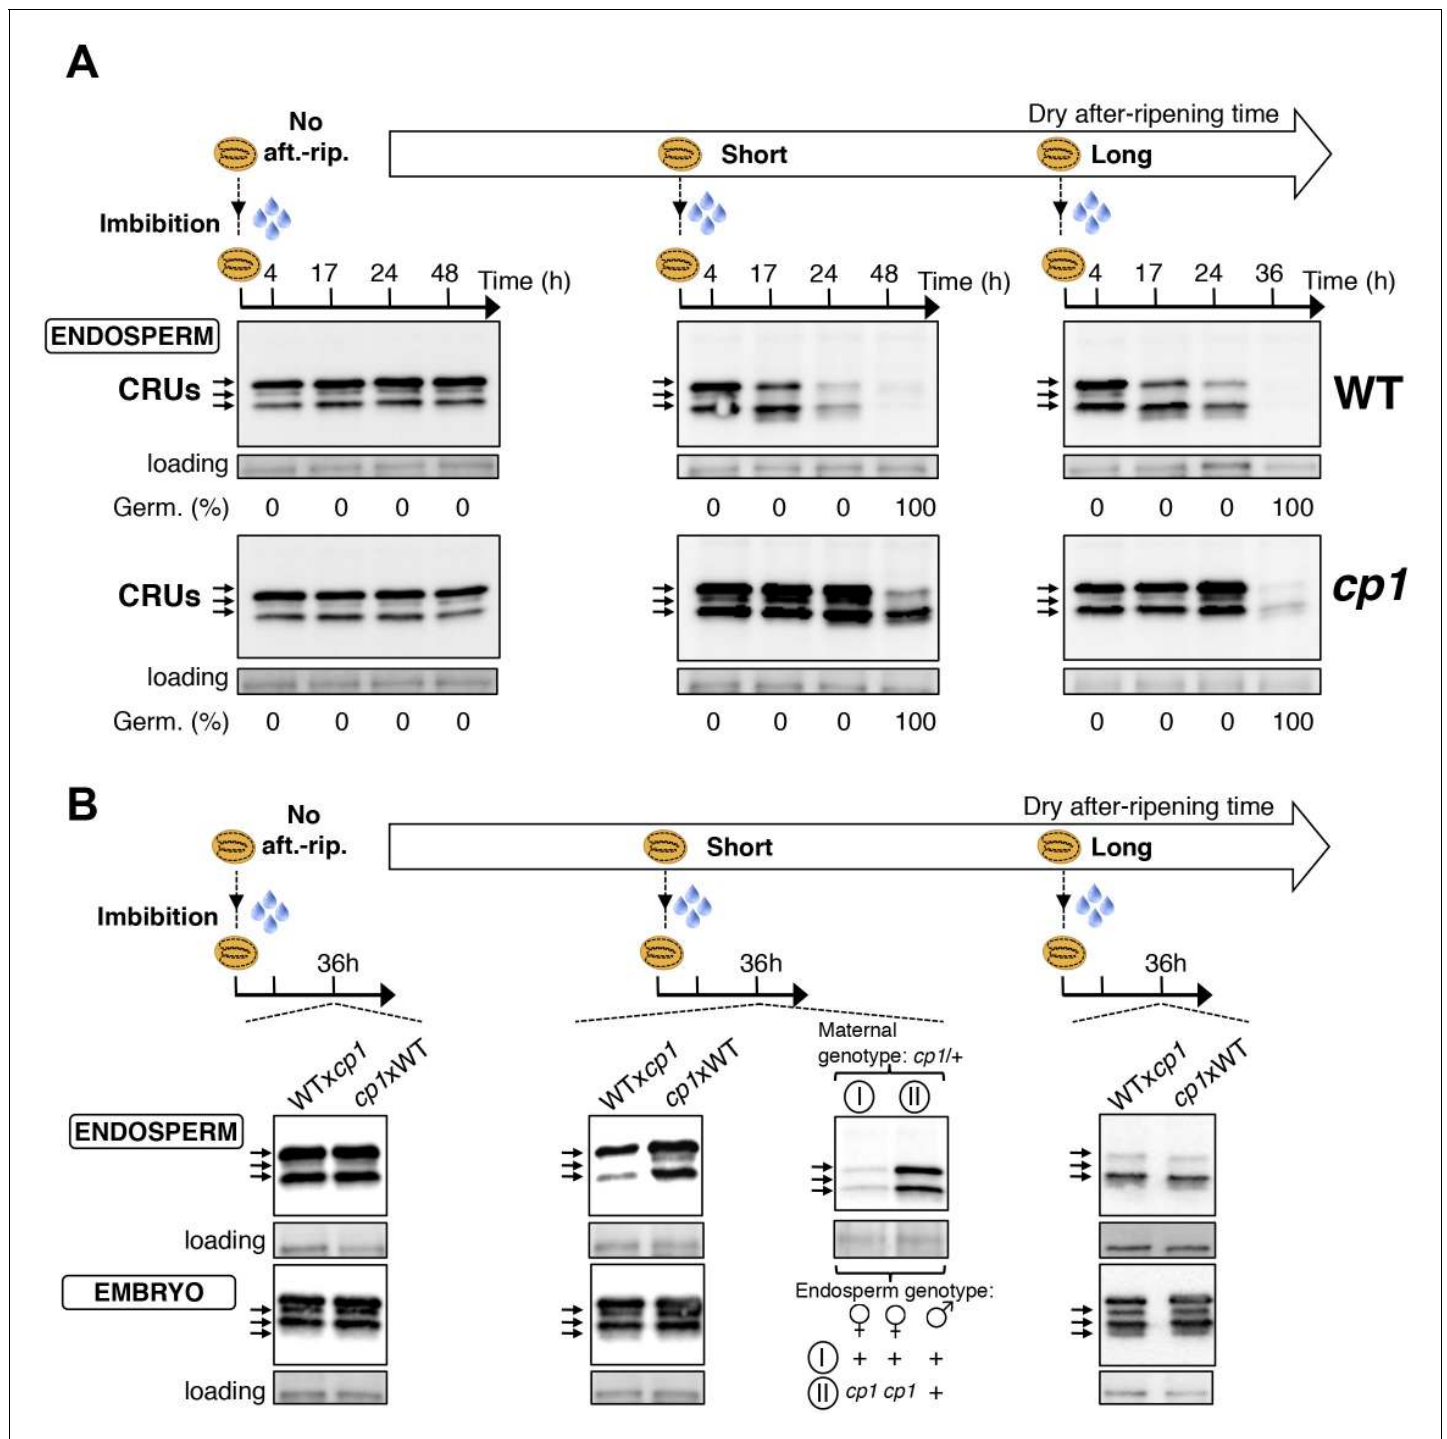 A
Dry after-ripening time
No
aft.-rip.
Short
Long
Imbibition
4 17 24 48 Time (h)
4 17 24 48 Time (h)
4 17 24 36 Time (h)
ENDOSPERM
CRUs
WT
loading
Germ. (%) 0 0 0 0 0 0 0 100 0 0 0 100
CRUs
cp1
loading
Germ. (%) 0 0 0 0 0 0 0 100 0 0 0 100
B
Dry after-ripening time
No
aft.-rip.
Short
Long
Imbibition
36h 36h 36h
Maternal
genotype: cp1/+
WTxcp1 cp1xWT WTxcp1 cp1xWT I II WTxcp1 cp1xWT
ENDOSPERM
loading
EMBRYO
Endosperm genotype:
♀ ♀ ♂
I + + +
II cp1 cp1 +
loading